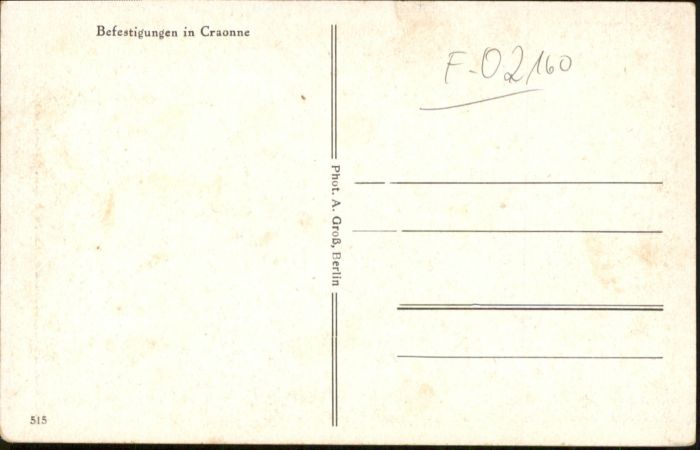 Befestigungen in Craonne
F-02160
Phot. A. Groß, Berlin
515